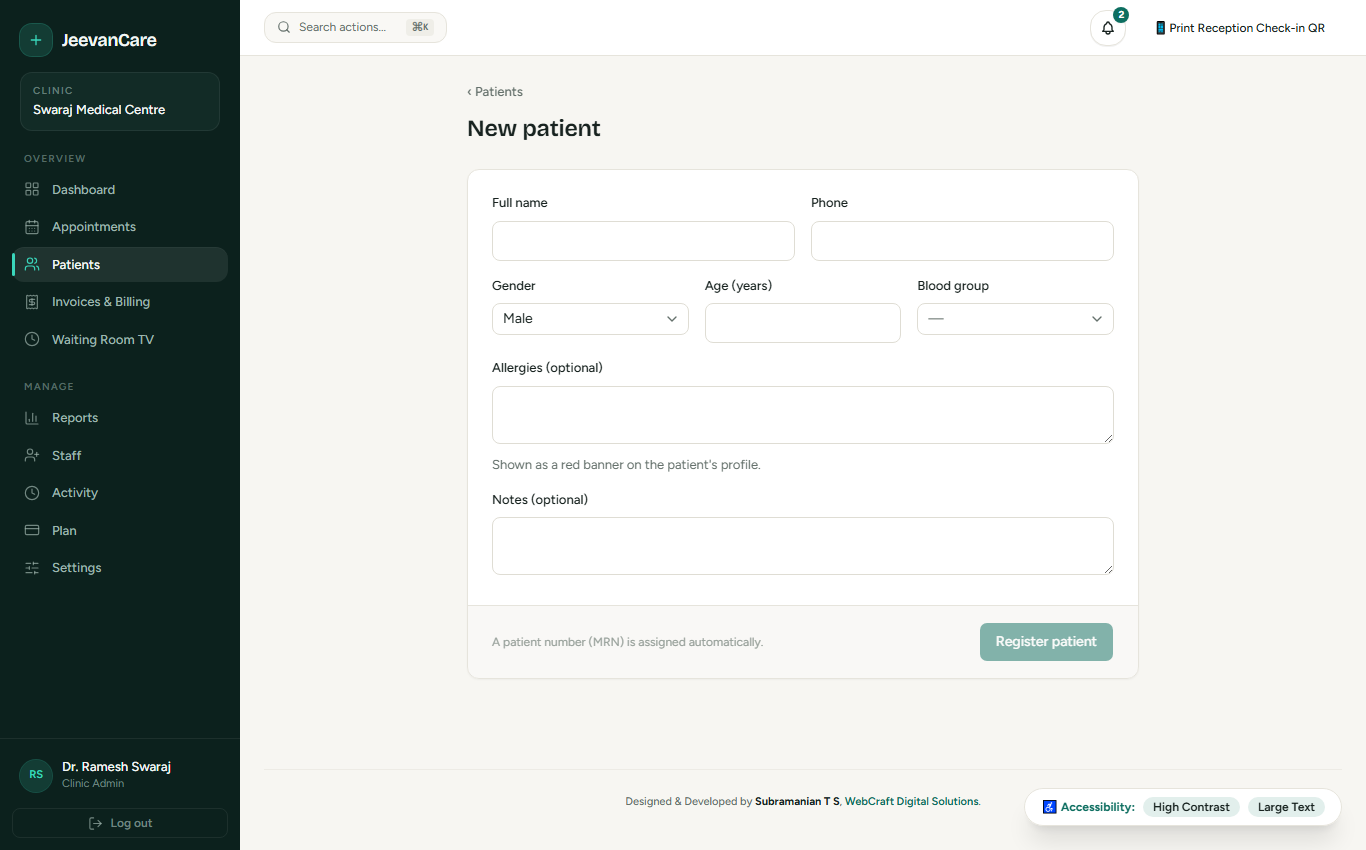 JeevanCare
CLINIC
Swaraj Medical Centre
OVERVIEW
Dashboard
Appointments
Patients
Invoices & Billing
Waiting Room TV
MANAGE
Reports
Staff
Activity
Plan
Settings
RS
Dr. Ramesh Swaraj
Clinic Admin
Log out
Search actions... ⌘K
2
Print Reception Check-in QR
‹ Patients
New patient
Full name Phone
Gender Age (years) Blood group
Male —
Allergies (optional)
Shown as a red banner on the patient's profile.
Notes (optional)
A patient number (MRN) is assigned automatically. Register patient
Designed & Developed by Subramanian T S, WebCraft Digital Solutions.
Accessibility: High Contrast Large Text